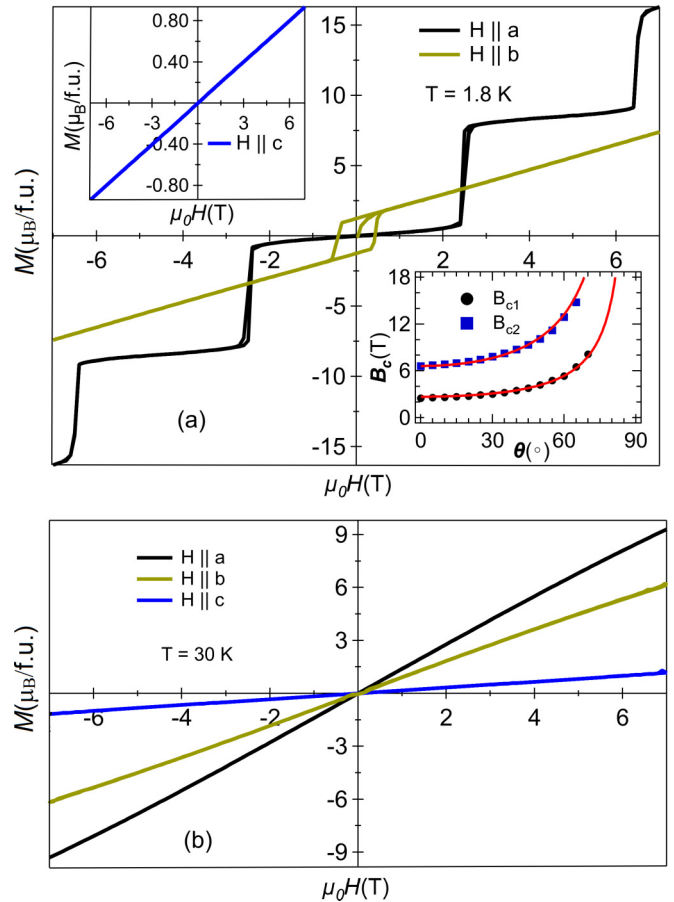 0.80
0.40
-6
-3
3
6
-0.40
-0.80
M(μB/f.u.)
H || c
μ0H(T)
15
10
5
-5
-10
-15
H || a
H || b
T = 1.8 K
M(μB/f.u.)
-6
-4
-2
2
4
6
18
12
6
0
Bc1
Bc2
Bc(T)
0
30
60
90
θ(°)
(a)
μ0H(T)
9
6
3
-3
-6
-9
H || a
H || b
H || c
T = 30 K
M(μB/f.u.)
-6
-4
-2
2
4
6
(b)
μ0H(T)